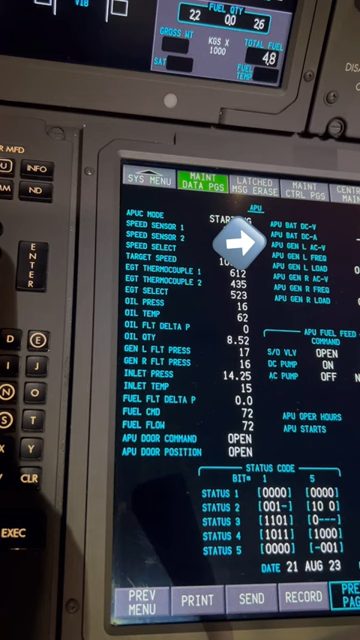 VIB
FUEL QTY
2.2 0.0 2.6
GROSS WT
KGS X
1000
TOTAL FUEL
4.8
SAT
FUEL
TEMP
DIS
R MFD
INFO
ND
ENTER
D E
I J
N O
S T
X Y
CLR
EXEC
SYS MENU
MAINT
DATA PGS
LATCHED
MSG ERASE
MAINT
CTRL PGS
APU
APUC MODE
SPEED SENSOR 1
SPEED SENSOR 2
SPEED SELECT
TARGET SPEED
EGT THERMOCOUPLE 1 612
EGT THERMOCOUPLE 2 435
EGT SELECT 523
OIL PRESS 16
OIL TEMP 62
OIL FLT DELTA P 0
OIL QTY 8.52
GEN L FLT PRESS 17
GEN R FLT PRESS 16
INLET PRESS 14.25
INLET TEMP 15
FUEL FLT DELTA P 0.0
FUEL CMD 72
FUEL FLOW 72
APU DOOR COMMAND OPEN
APU DOOR POSITION OPEN
APU BAT DC-V
APU BAT DC-A
APU GEN L AC-V
APU GEN L FREQ
APU GEN L LOAD
APU GEN R AC-V
APU GEN R FREQ
APU GEN R LOAD
APU FUEL FEED
COMMAND
S/O VLV OPEN
DC PUMP ON
AC PUMP OFF
APU OPER HOURS
APU STARTS
STATUS CODE
BIT# 1 5
STATUS 1 [0000] [0000]
STATUS 2 [001-] [10 0]
STATUS 3 [1101] [0---]
STATUS 4 [1011] [1000]
STATUS 5 [0000] [-001]
DATE 21 AUG 23
PREV
MENU
PRINT
SEND
RECORD